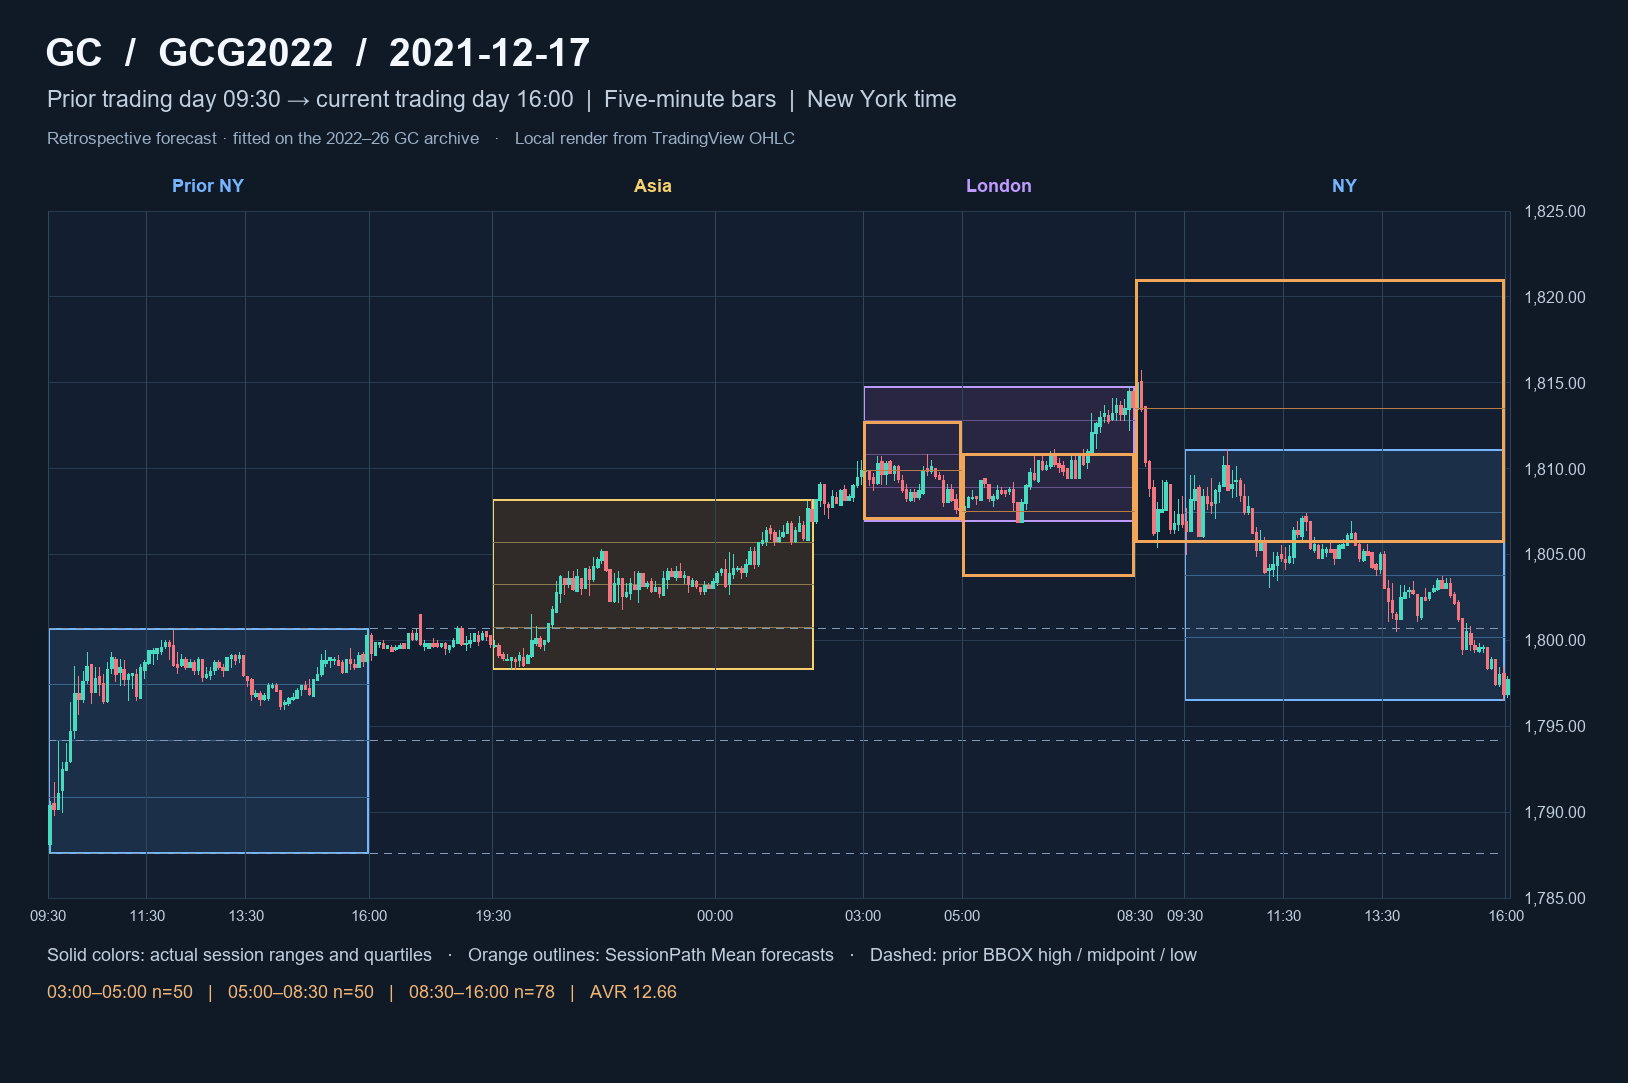 GC / GCG2022 / 2021-12-17
Prior trading day 09:30 → current trading day 16:00 | Five-minute bars | New York time
Retrospective forecast · fitted on the 2022–26 GC archive · Local render from TradingView OHLC
Prior NY Asia London NY
1,825.00
1,820.00
1,815.00
1,810.00
1,805.00
1,800.00
1,795.00
1,790.00
1,785.00
09:30 11:30 13:30 16:00 19:30 00:00 03:00 05:00 08:30 09:30 11:30 13:30 16:00
Solid colors: actual session ranges and quartiles · Orange outlines: SessionPath Mean forecasts · Dashed: prior BBOX high / midpoint / low
03:00–05:00 n=50 | 05:00–08:30 n=50 | 08:30–16:00 n=78 | AVR 12.66